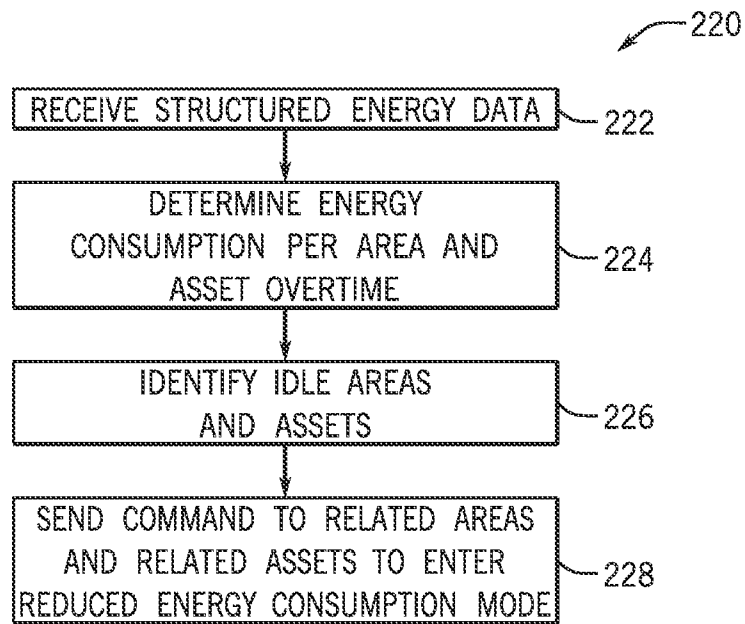 220
RECEIVE STRUCTURED ENERGY DATA
222
DETERMINE ENERGY
CONSUMPTION PER AREA AND
ASSET OVERTIME
224
IDENTIFY IDLE AREAS
AND ASSETS
226
SEND COMMAND TO RELATED AREAS
AND RELATED ASSETS TO ENTER
REDUCED ENERGY CONSUMPTION MODE
228